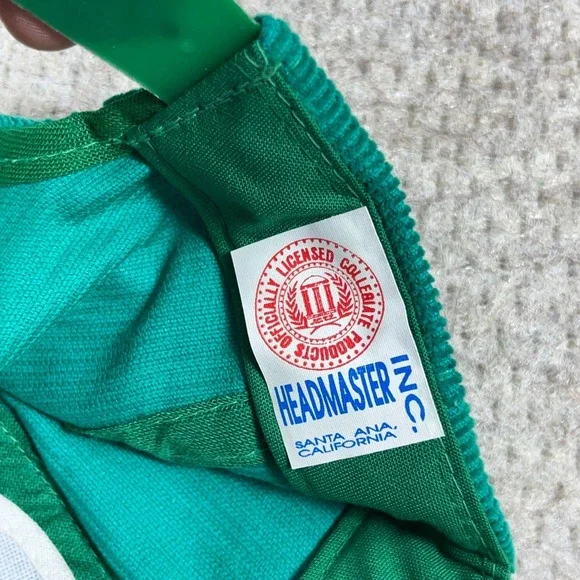 OFFICIALLY LICENSED COLLEGIATE PRODUCTS
HEADMASTER INC.
SANTA ANA,
CALIFORNIA